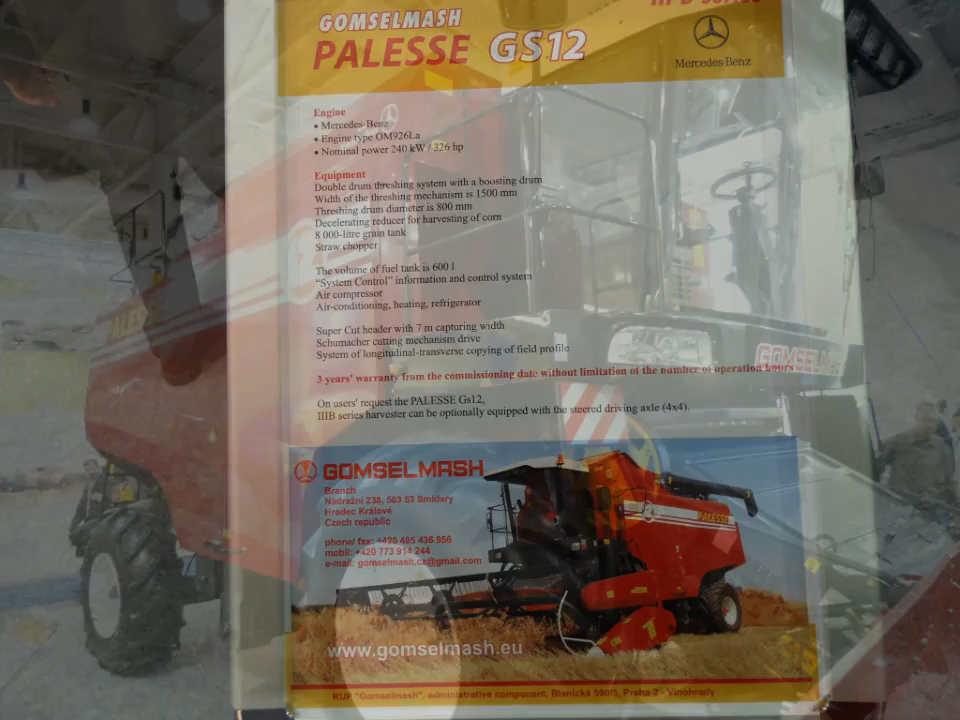 GOMSELMASH
PALESSE GS12
Mercedes-Benz
Engine
• Mercedes-Benz
• Engine type OM926La
• Nominal power 240 kW / 326 hp
Equipment
Double drum threshing system with a boosting drum
Width of the threshing mechanism is 1500 mm
Threshing drum diameter is 800 mm
Decelerating reducer for harvesting of corn
8 000-litre grain tank
Straw chopper
The volume of fuel tank is 600 l
“System Control” information and control system
Air compressor
Air-conditioning, heating, refrigerator
Super Cut header with 7 m capturing width
Schumacher cutting mechanism drive
System of longitudinal-transverse copying of field profile
GOMSELMASH
3 years' warranty from the commissioning date without limitation of the number of operation hours
On users' request the PALESSE Gs12,
IIIB series harvester can be optionally equipped with the steered driving axle (4x4).
PALESSE
GOMSELMASH
Branch
Nádražní 238, 503 53 Smidary
Hradec Králové
Czech republic
phone/ fax: +420 495 436 956
mobil: +420 773 914 244
e-mail: gomselmash.cz@gmail.com
PALESSE
www.gomselmash.eu
RUP "Gomselmash", administrative component, Blanická 590/3, Praha 2 - Vinohrady